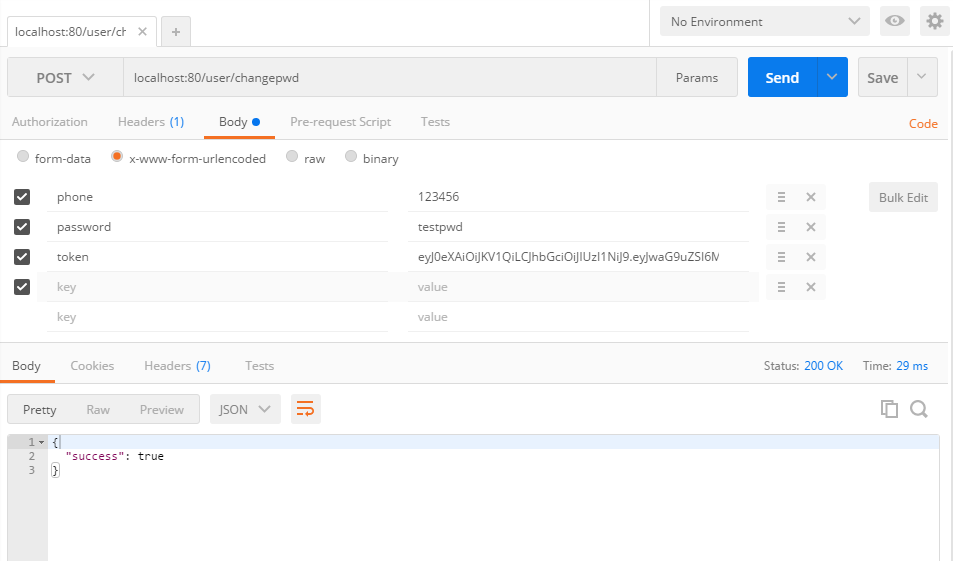 localhost:80/user/ch
No Environment
POST localhost:80/user/changepwd Params Send Save
Authorization Headers (1) Body Pre-request Script Tests Code
form-data x-www-form-urlencoded raw binary
phone 123456 Bulk Edit
password testpwd
token eyJ0eXAiOiJKV1QiLCJhbGciOiJIUzI1NiJ9.eyJwaG9uZSI6M
key value
key value
Body Cookies Headers (7) Tests Status: 200 OK Time: 29 ms
Pretty Raw Preview JSON
1 {
2 "success": true
3 }